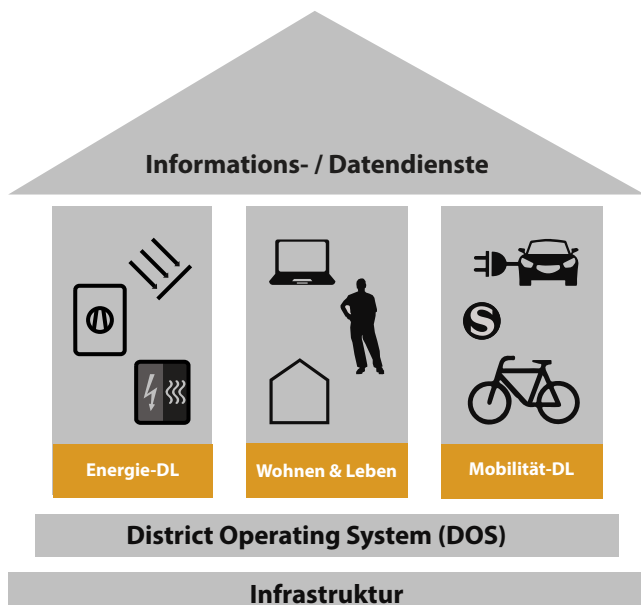 Informations- / Datendienste
S
Energie-DL
Wohnen & Leben
Mobilität-DL
District Operating System (DOS)
Infrastruktur